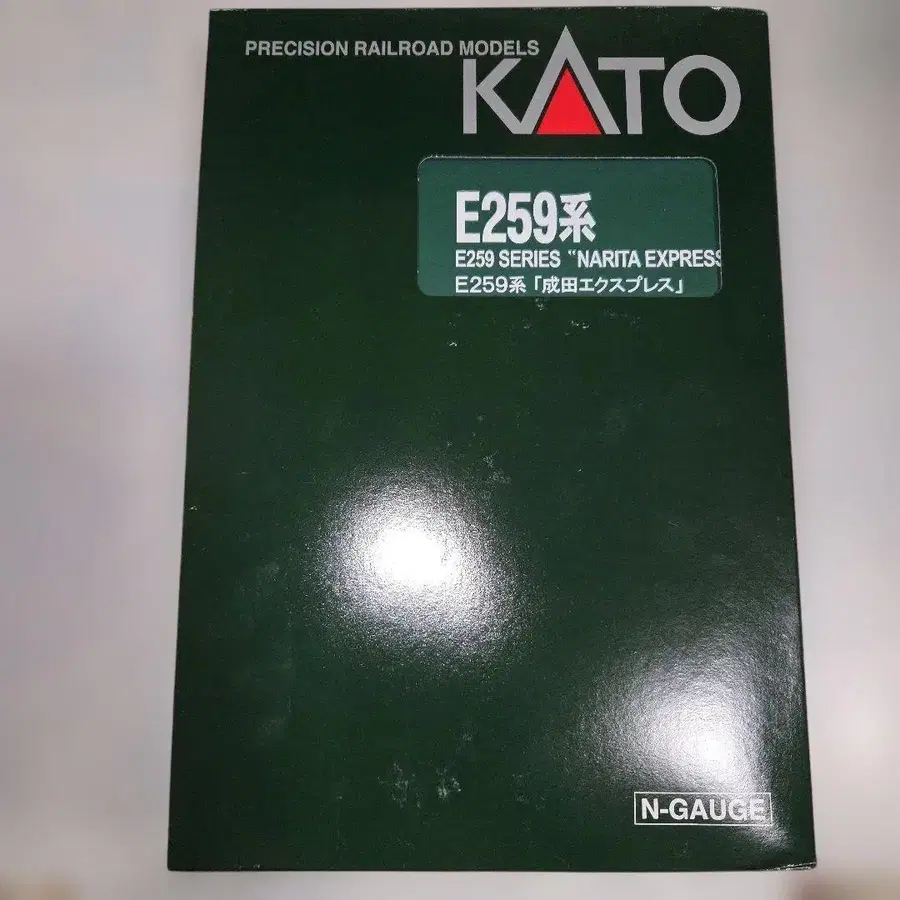 PRECISION RAILROAD MODELS
KATO
E259系
E259 SERIES "NARITA EXPRESS
E259系「成田エクスプレス」
N-GAUGE